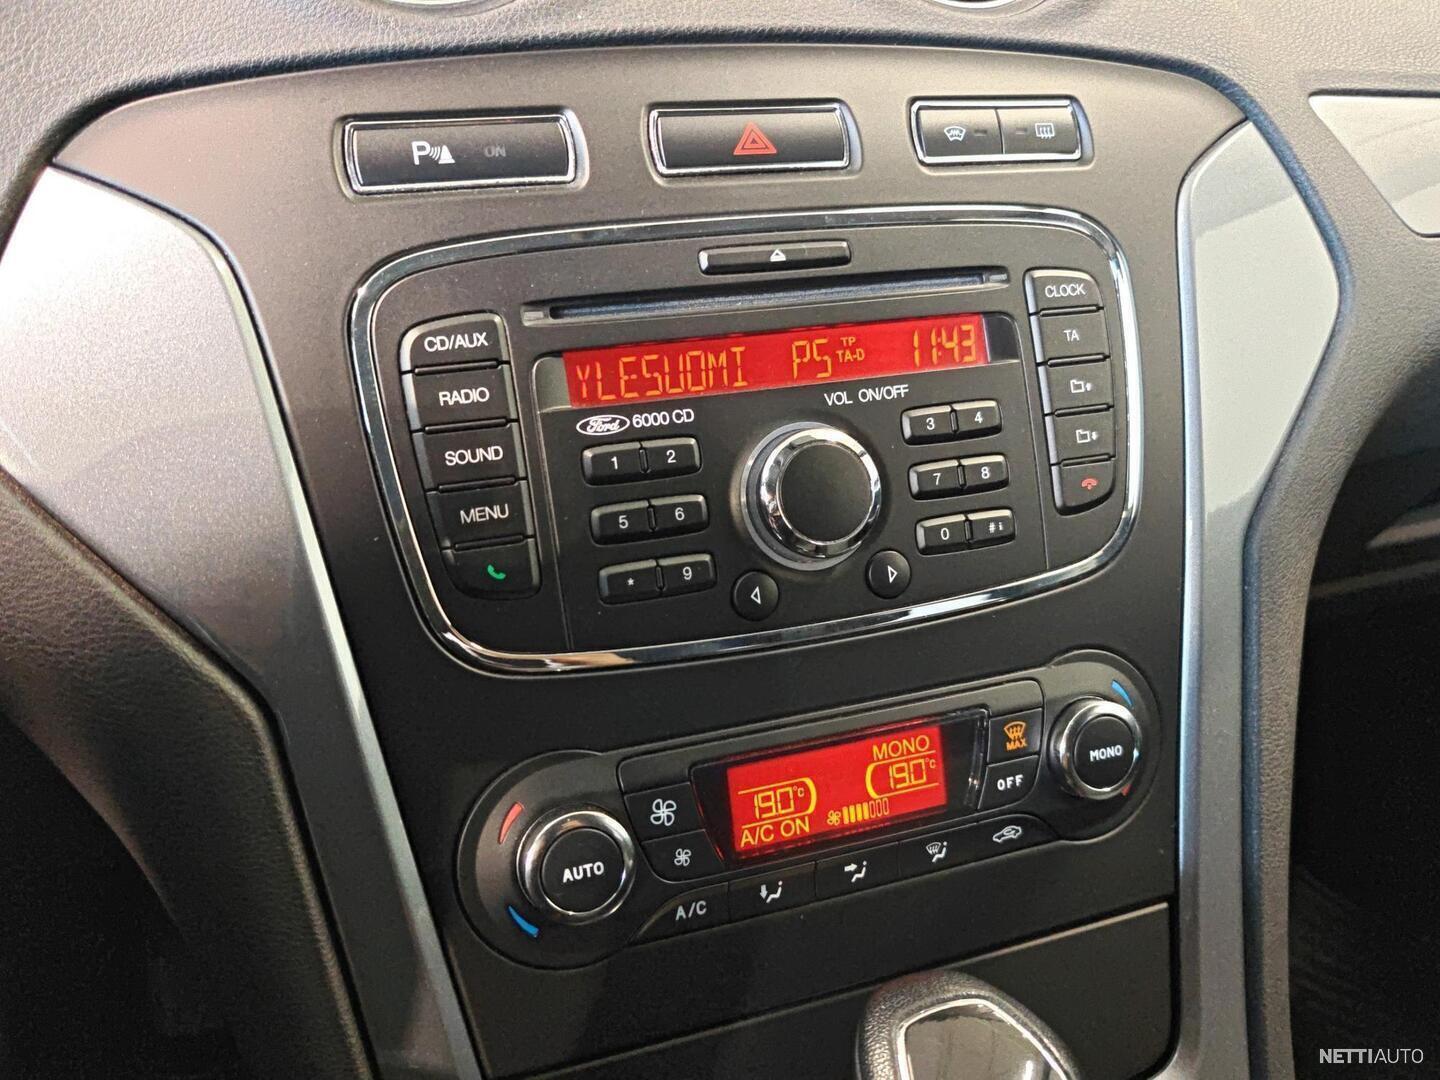 P ON
CD/AUX
RADIO
SOUND
MENU
YLESUOMI P5 TP TA-D 11:43
Ford 6000 CD
VOL ON/OFF
1 2
5 6
* 9
3 4
7 8
0 # i
CLOCK
TA
MONO
19.0°C 19.0°C
A/C ON
MAX
OFF
MONO
AUTO
A/C
NETTIAUTO